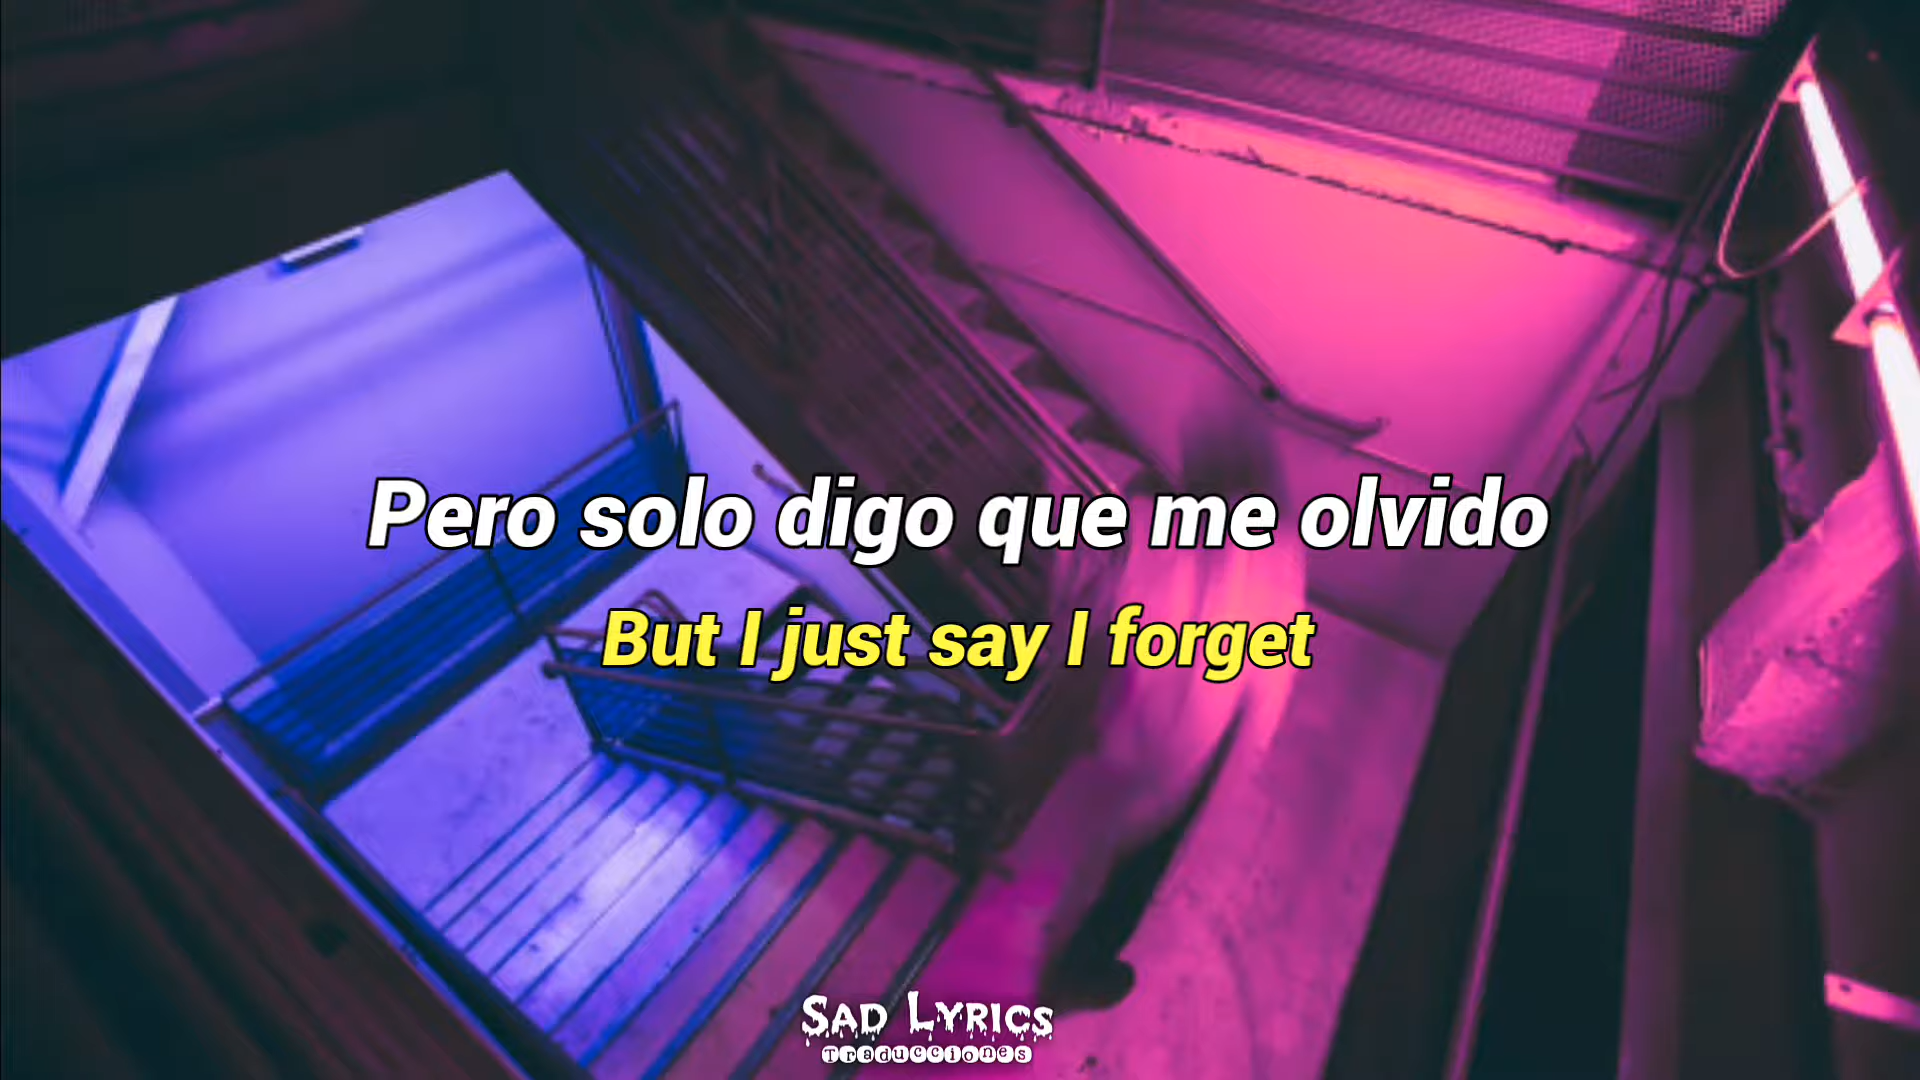 Pero solo digo que me olvido
But I just say I forget
SAD LYRICS
Traducciones